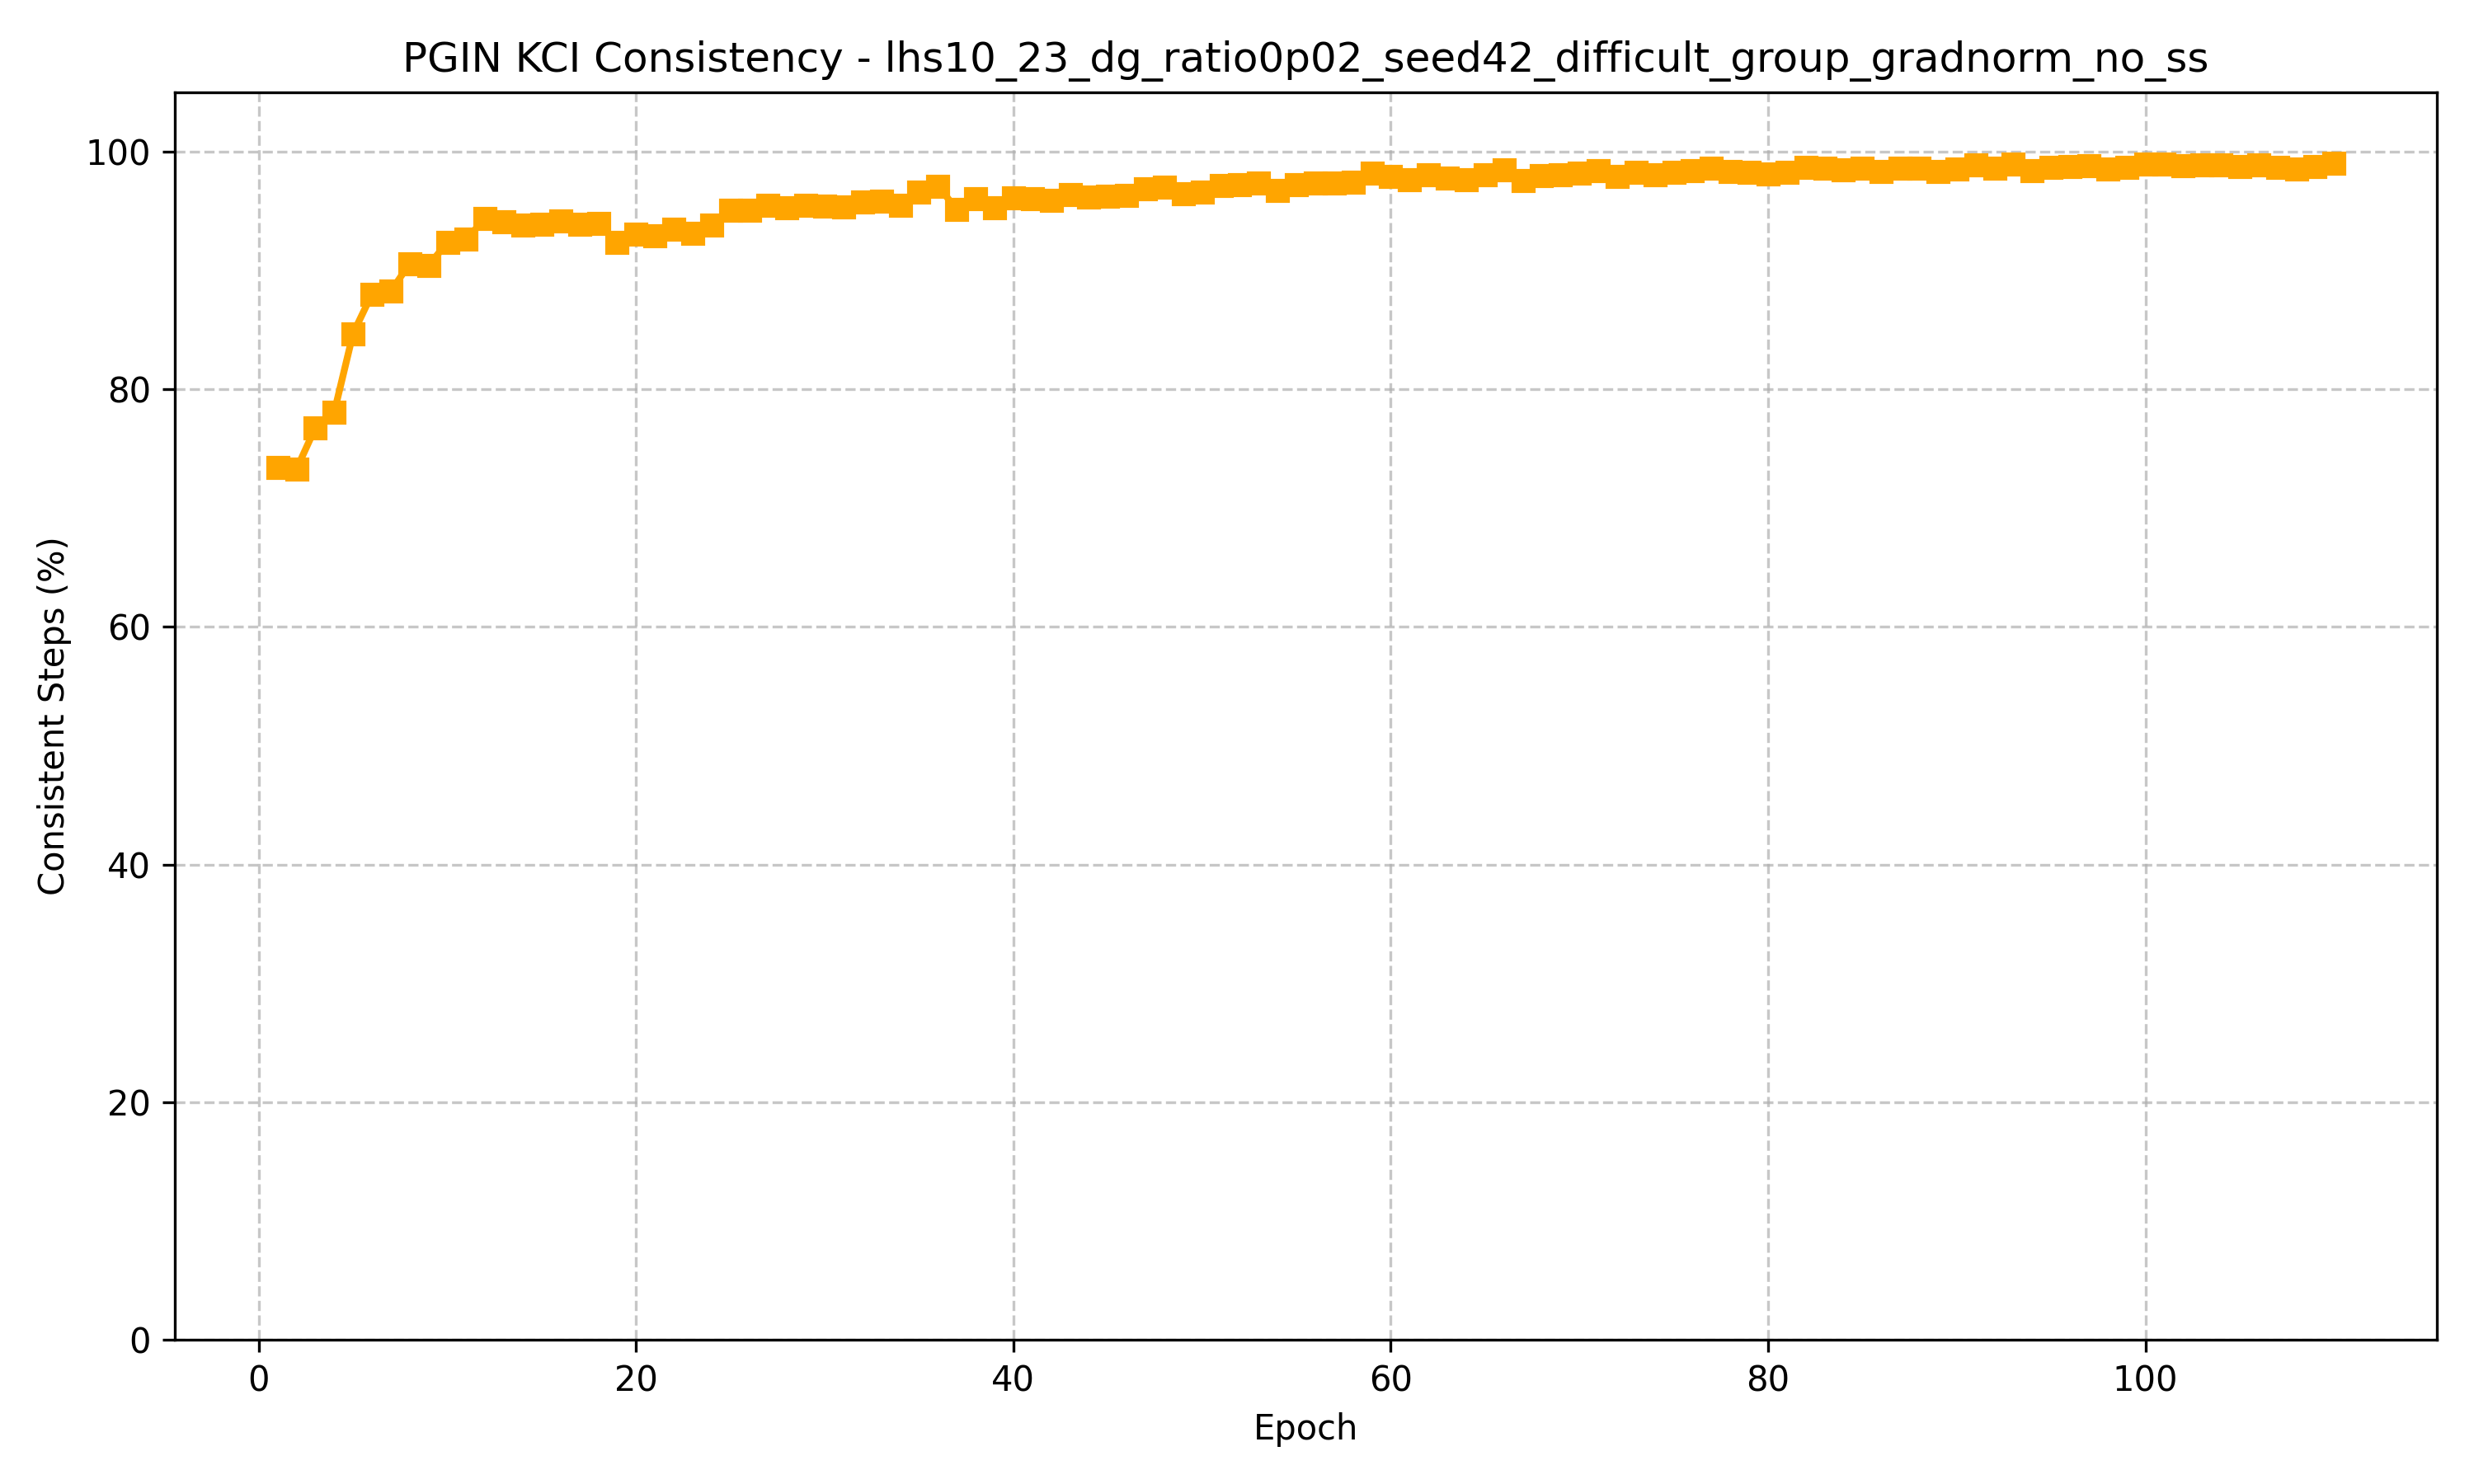 PGIN KCI Consistency - lhs10_23_dg_ratio0p02_seed42_difficult_group_gradnorm_no_ss
Consistent Steps (%)
100
80
60
40
20
0
0 20 40 60 80 100
Epoch